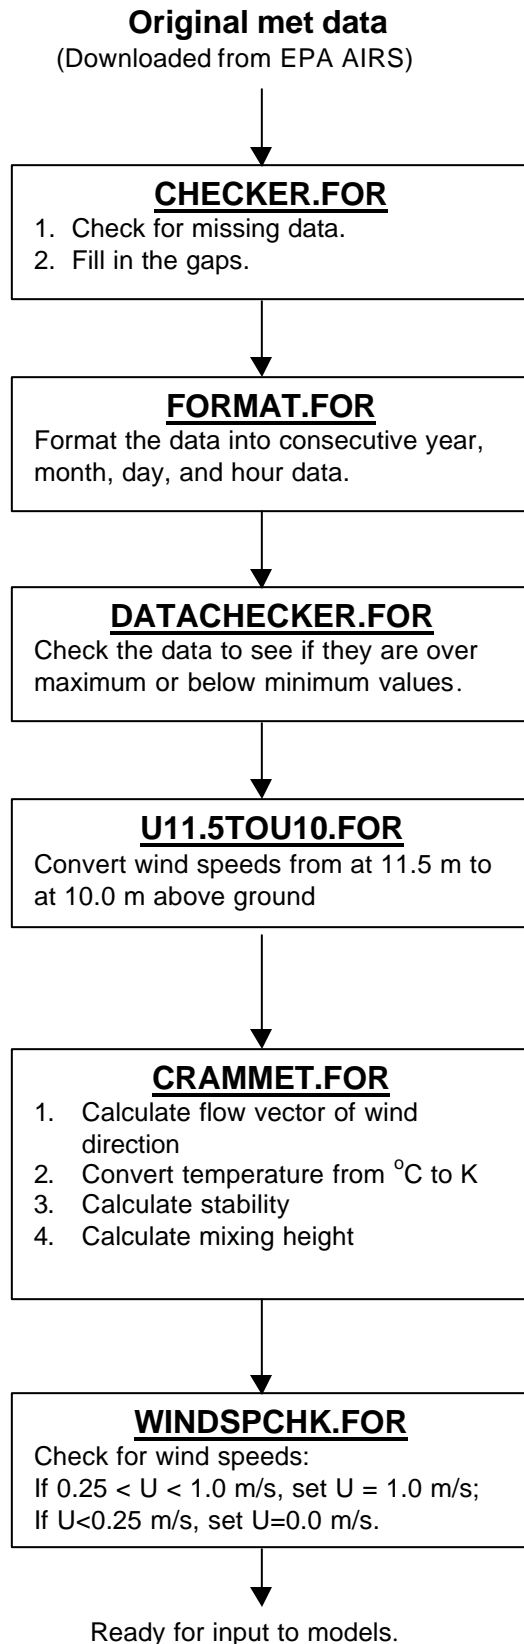 Original met data
(Downloaded from EPA AIRS)
CHECKER.FOR
1. Check for missing data.
2. Fill in the gaps.
FORMAT.FOR
Format the data into consecutive year,
month, day, and hour data.
DATACHECKER.FOR
Check the data to see if they are over
maximum or below minimum values.
U11.5TOU10.FOR
Convert wind speeds from at 11.5 m to
at 10.0 m above ground
CRAMMET.FOR
1. Calculate flow vector of wind
direction
2. Convert temperature from °C to K
3. Calculate stability
4. Calculate mixing height
WINDSPCHK.FOR
Check for wind speeds:
If 0.25 < U < 1.0 m/s, set U = 1.0 m/s;
If U<0.25 m/s, set U=0.0 m/s.
Ready for input to models.